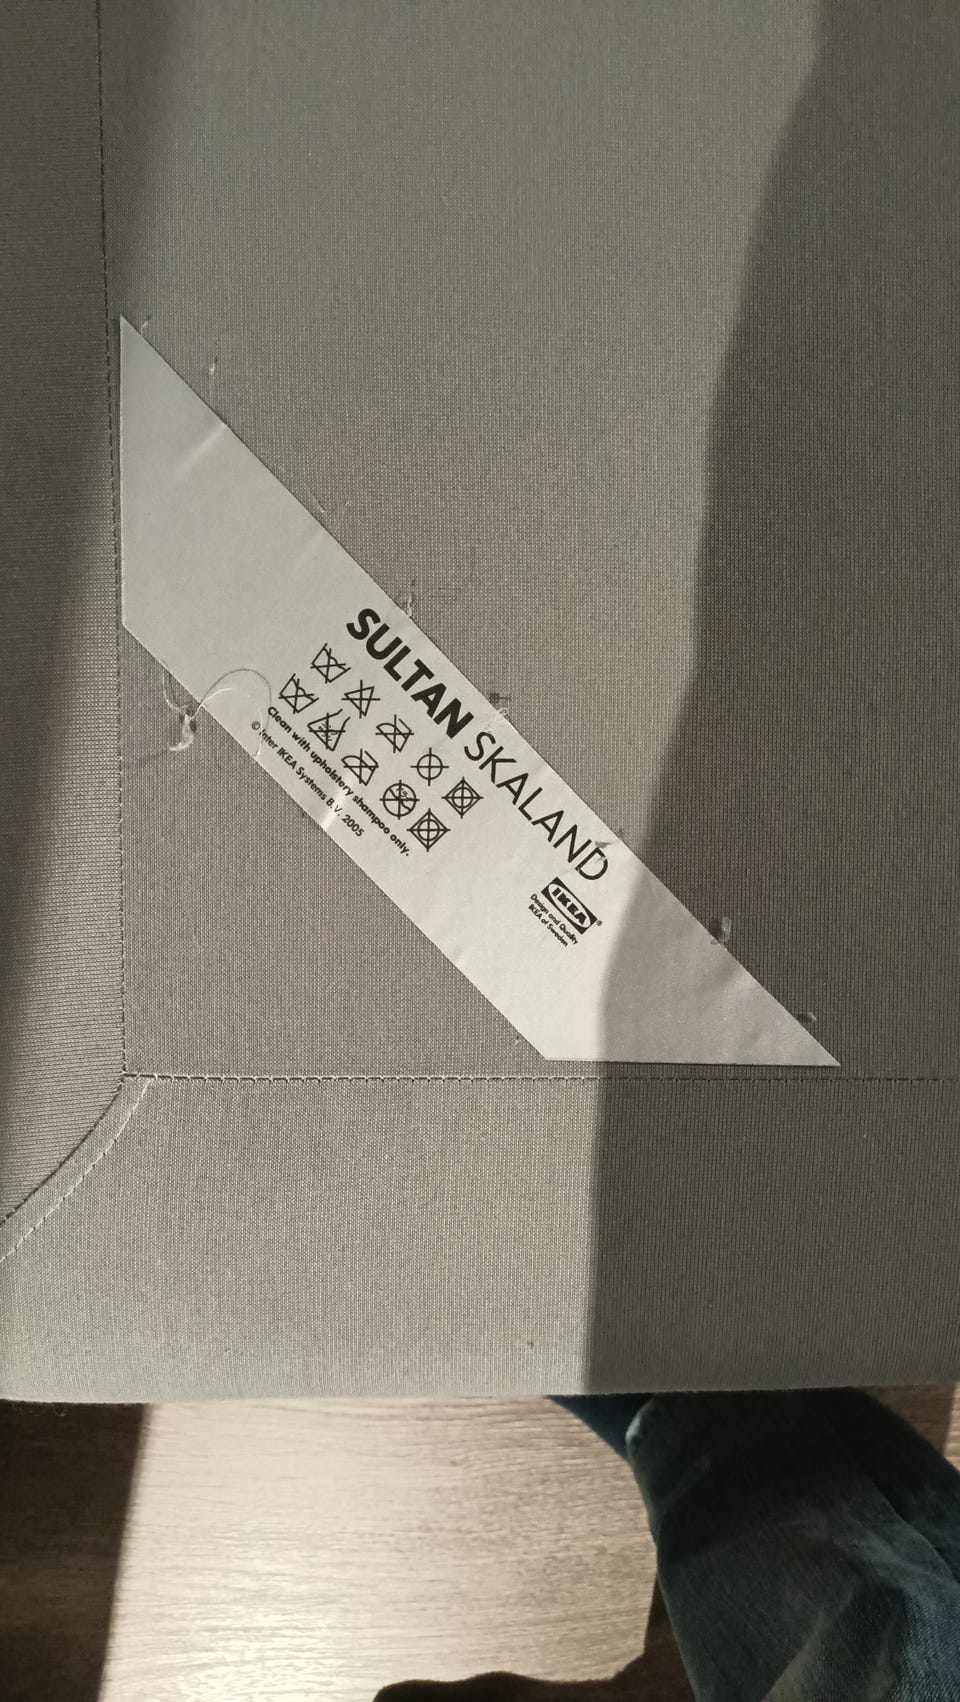 SULTAN SKALAND
Clean with upholstery shampoo only.
© Inter IKEA Systems B.V. 2005
IKEA®
Design and Quality
IKEA of Sweden